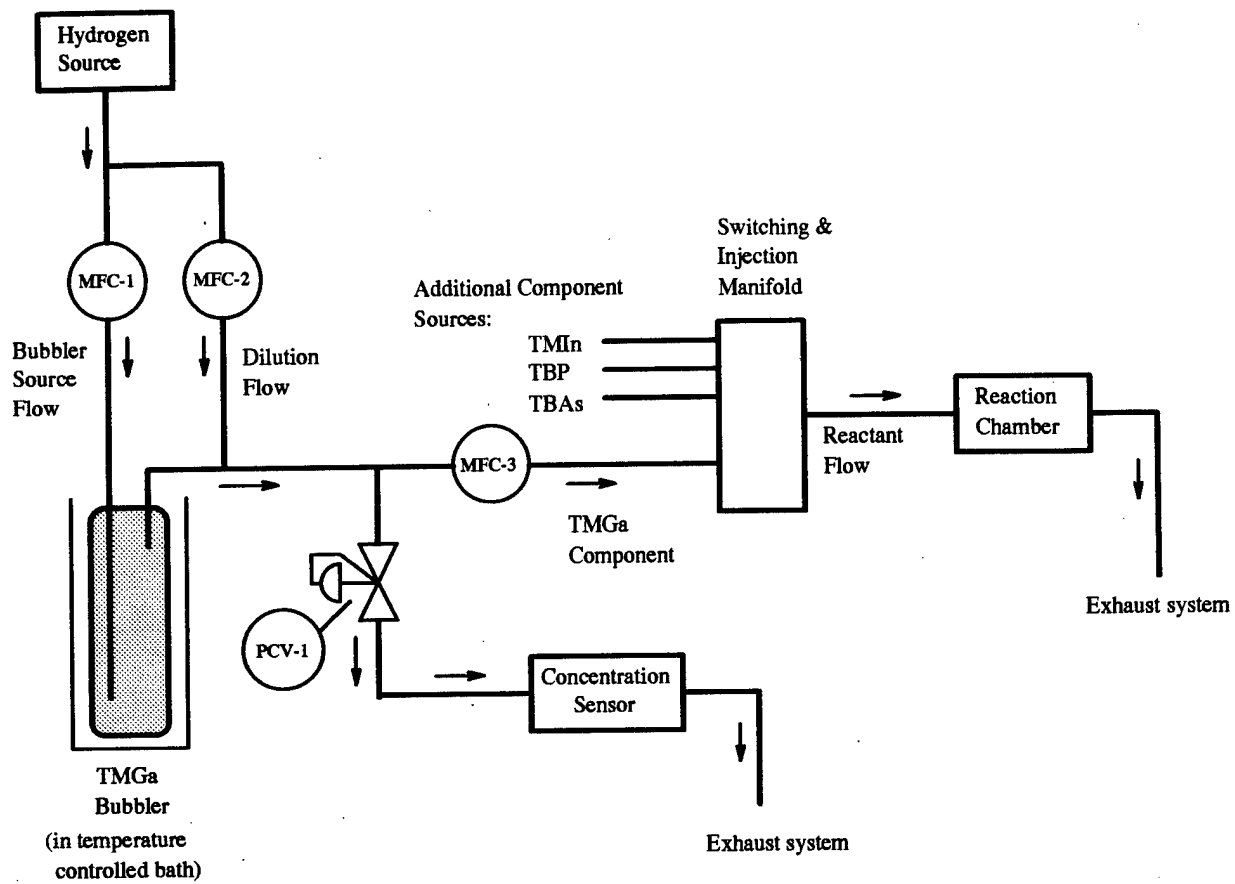 Hydrogen
Source
MFC-1
MFC-2
Bubbler
Source
Flow
Dilution
Flow
Additional Component
Sources:
TMIn
TBP
TBAs
Switching &
Injection
Manifold
Reactant
Flow
Reaction
Chamber
Exhaust system
MFC-3
TMGa
Component
PCV-1
Concentration
Sensor
Exhaust system
TMGa
Bubbler
(in temperature
controlled bath)